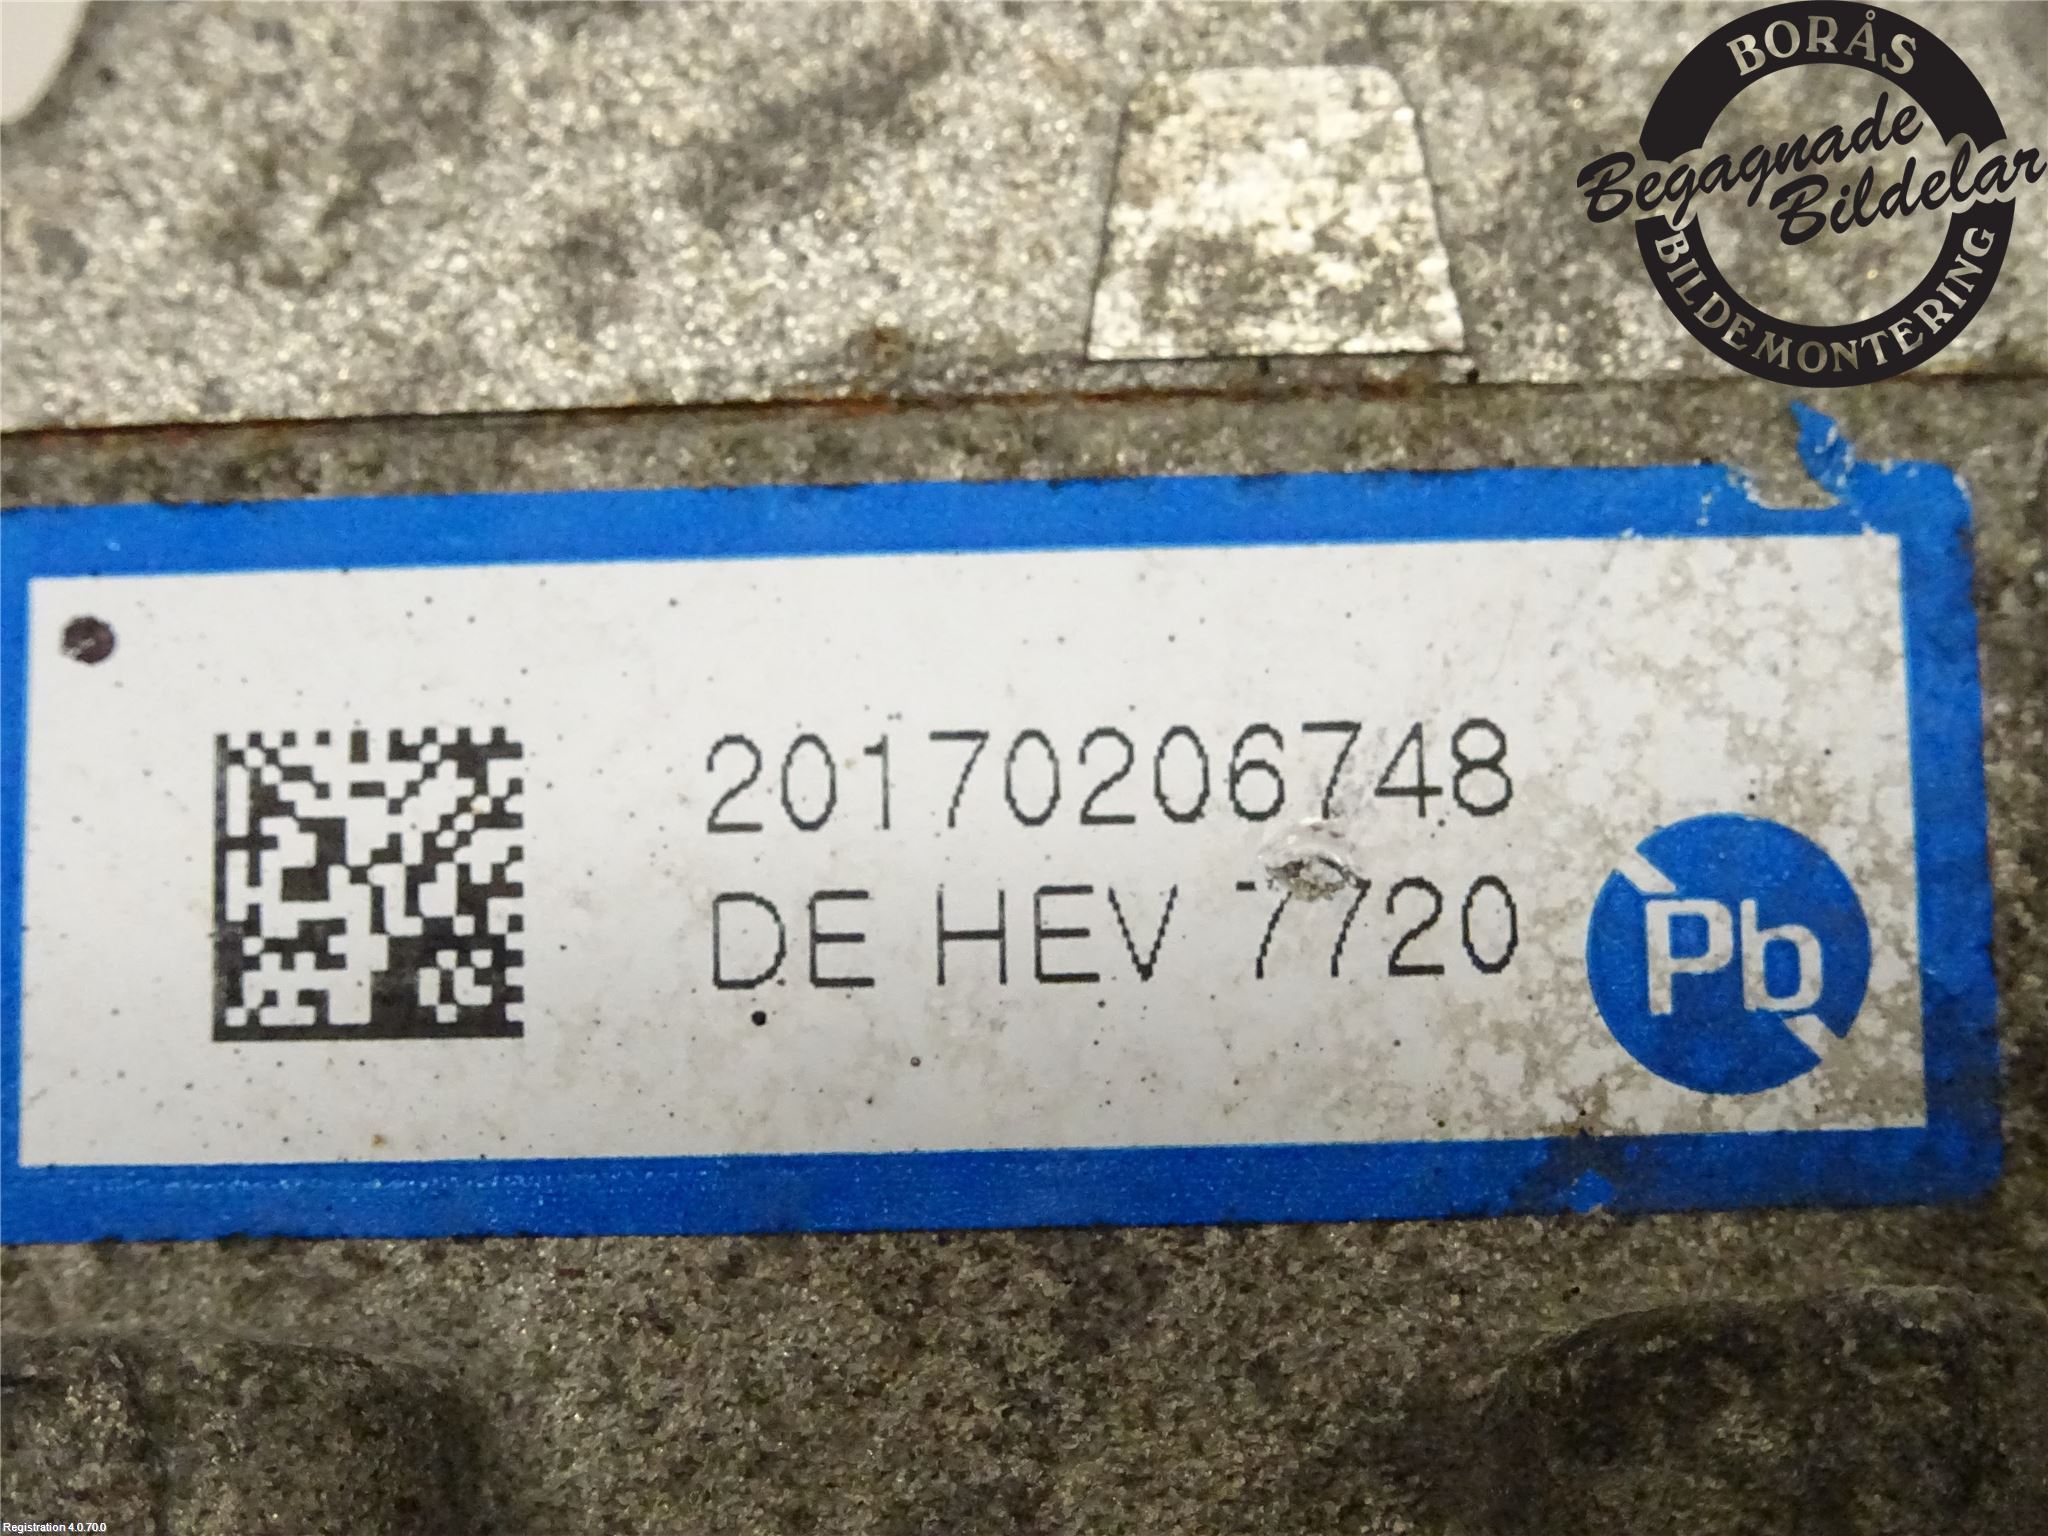 BORÅS
Begagnade
Bildelar
BILDEMONTERING
20170206748
DE HEV 7720
Pb
Registration 4.0.70.0